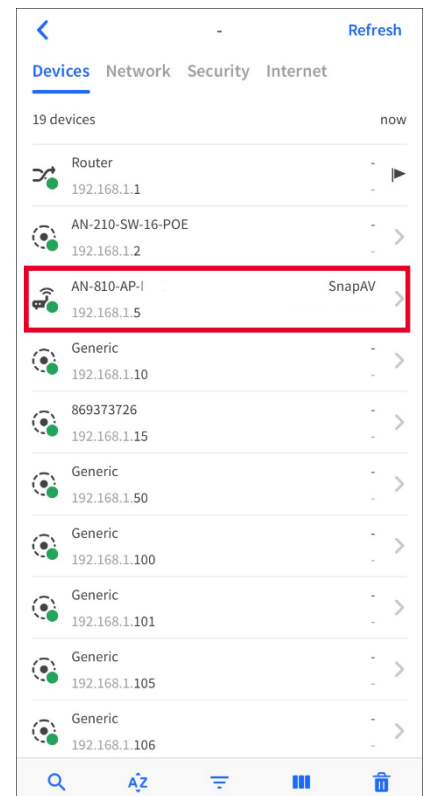 - Refresh
Devices Network Security Internet
19 devices now
Router -
192.168.1.1 -
AN-210-SW-16-POE -
192.168.1.2 -
AN-810-AP-I SnapAV
192.168.1.5
Generic -
192.168.1.10 -
869373726 -
192.168.1.15 -
Generic -
192.168.1.50 -
Generic -
192.168.1.100 -
Generic -
192.168.1.101 -
Generic -
192.168.1.105 -
Generic -
192.168.1.106 -
AZ